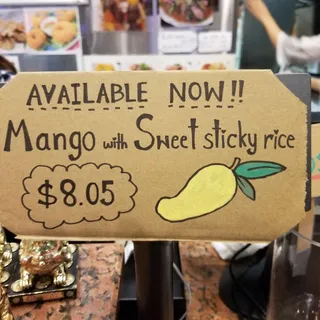 AVAILABLE NOW!!
Mango with Sweet sticky rice
$8.05